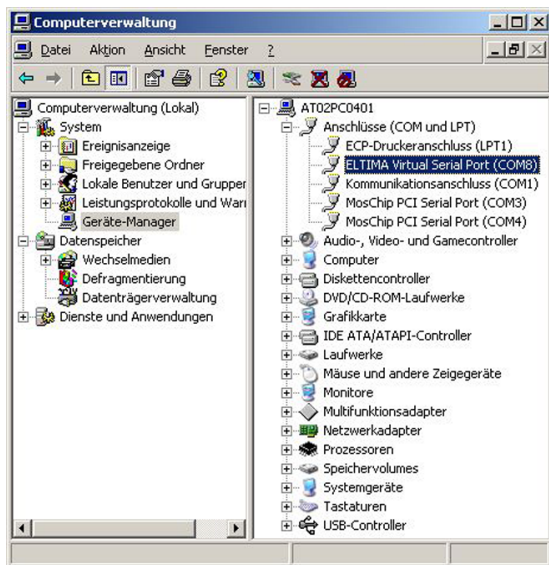 Computerverwaltung
Datei Aktion Ansicht Fenster ?
Computerverwaltung (Lokal)
System
Ereignisanzeige
Freigegebene Ordner
Lokale Benutzer und Gruppen
Leistungsprotokolle und Warn
Geräte-Manager
Datenspeicher
Wechselmedien
Defragmentierung
Datenträgerverwaltung
Dienste und Anwendungen
AT02PC0401
Anschlüsse (COM und LPT)
ECP-Druckeranschluss (LPT1)
ELTIMA Virtual Serial Port (COM8)
Kommunikationsanschluss (COM1)
MosChip PCI Serial Port (COM3)
MosChip PCI Serial Port (COM4)
Audio-, Video- und Gamecontroller
Computer
Diskettencontroller
DVD/CD-ROM-Laufwerke
Grafikkarte
IDE ATA/ATAPI-Controller
Laufwerke
Mäuse und andere Zeigegeräte
Monitore
Multifunktionsadapter
Netzwerkadapter
Prozessoren
Speichervolumes
Systemgeräte
Tastaturen
USB-Controller